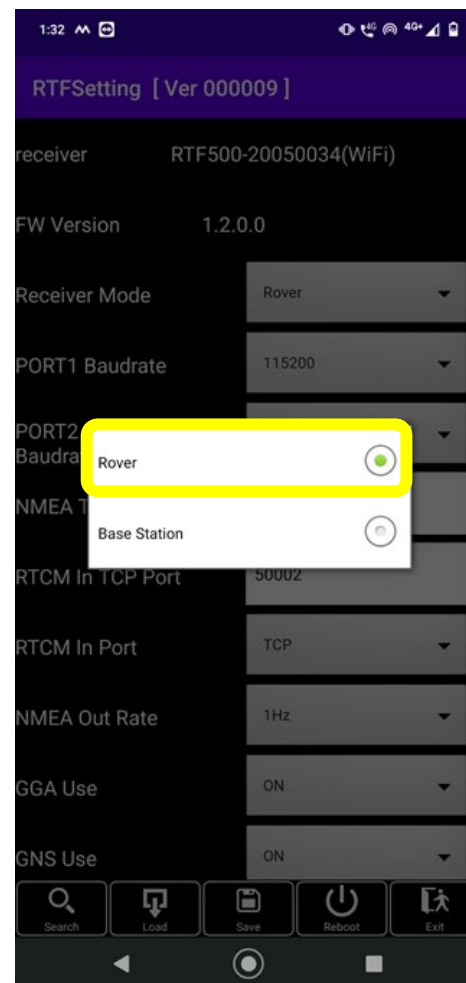 1:32 4G 4G+
RTFSetting [ Ver 000009 ]
receiver RTF500-20050034(WiFi)
FW Version 1.2.0.0
Receiver Mode Rover
PORT1 Baudrate 115200
PORT2
Baudra
Rover
NMEA T
Base Station
RTCM In TCP Port 50002
RTCM In Port TCP
NMEA Out Rate 1Hz
GGA Use ON
GNS Use ON
Search Load Save Reboot Exit